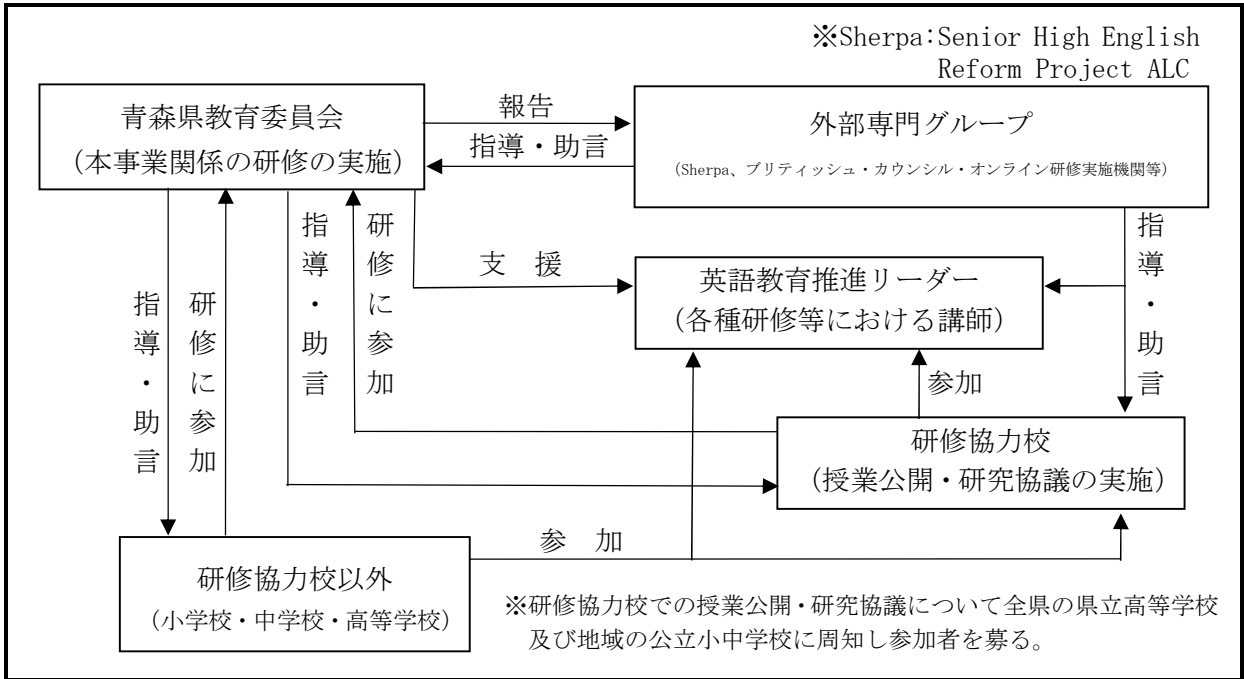 ※Sherpa:Senior High English
Reform Project ALC
青森県教育委員会
（本事業関係の研修の実施）
報告
指導・助言
外部専門グループ
（Sherpa、ブリティッシュ・カウンシル・オンライン研修実施機関等）
指導・助言
研修に参加
指導・助言
研修に参加
支 援
英語教育推進リーダー
（各種研修等における講師）
指導・助言
参加
研修協力校
（授業公開・研究協議の実施）
参 加
研修協力校以外
（小学校・中学校・高等学校）
※研修協力校での授業公開・研究協議について全県の県立高等学校
及び地域の公立小中学校に周知し参加者を募る。